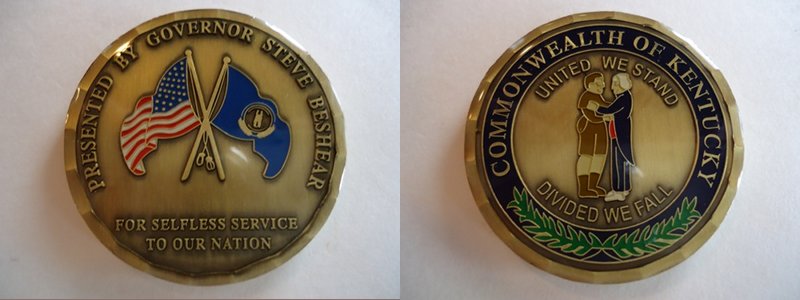 PRESENTED BY GOVERNOR STEVE BESHEAR
FOR SELFLESS SERVICE
TO OUR NATION
COMMONWEALTH OF KENTUCKY
UNITED WE STAND
DIVIDED WE FALL